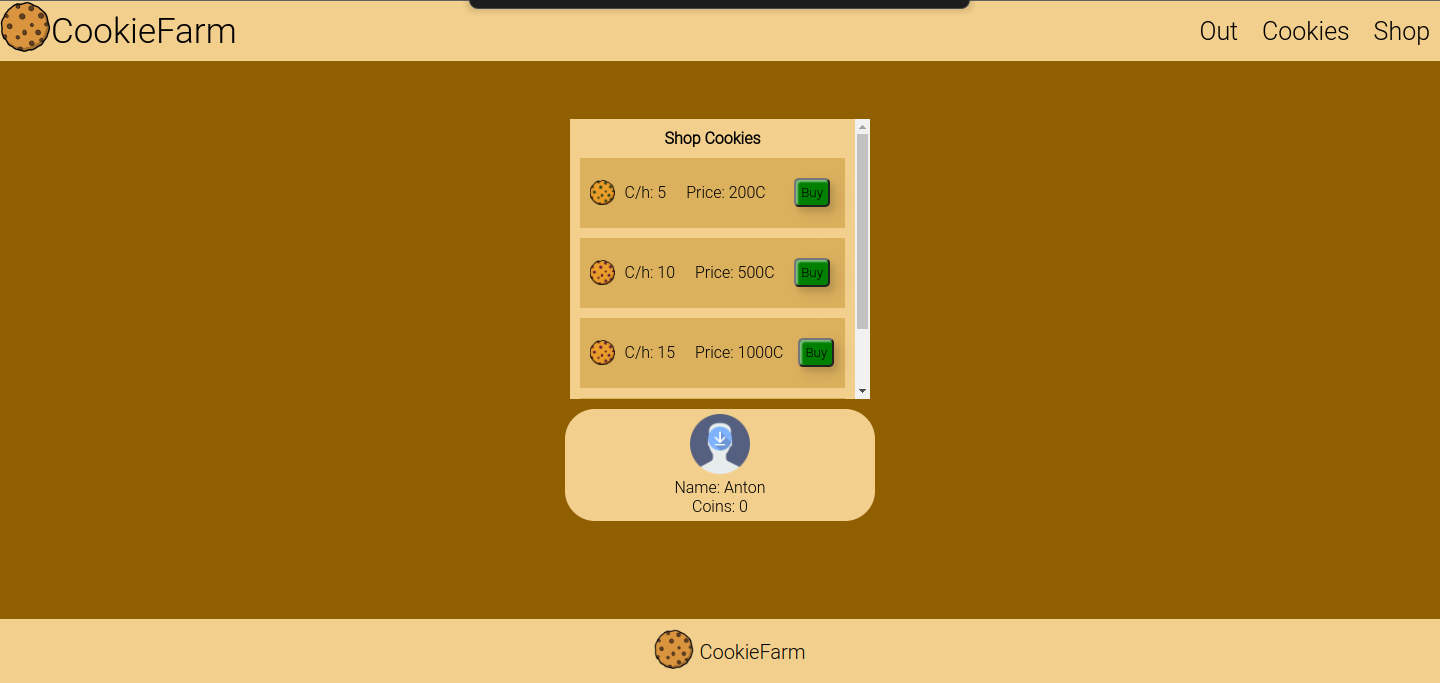 CookieFarm
Out Cookies Shop
Shop Cookies
C/h: 5 Price: 200C Buy
C/h: 10 Price: 500C Buy
C/h: 15 Price: 1000C Buy
Name: Anton
Coins: 0
CookieFarm